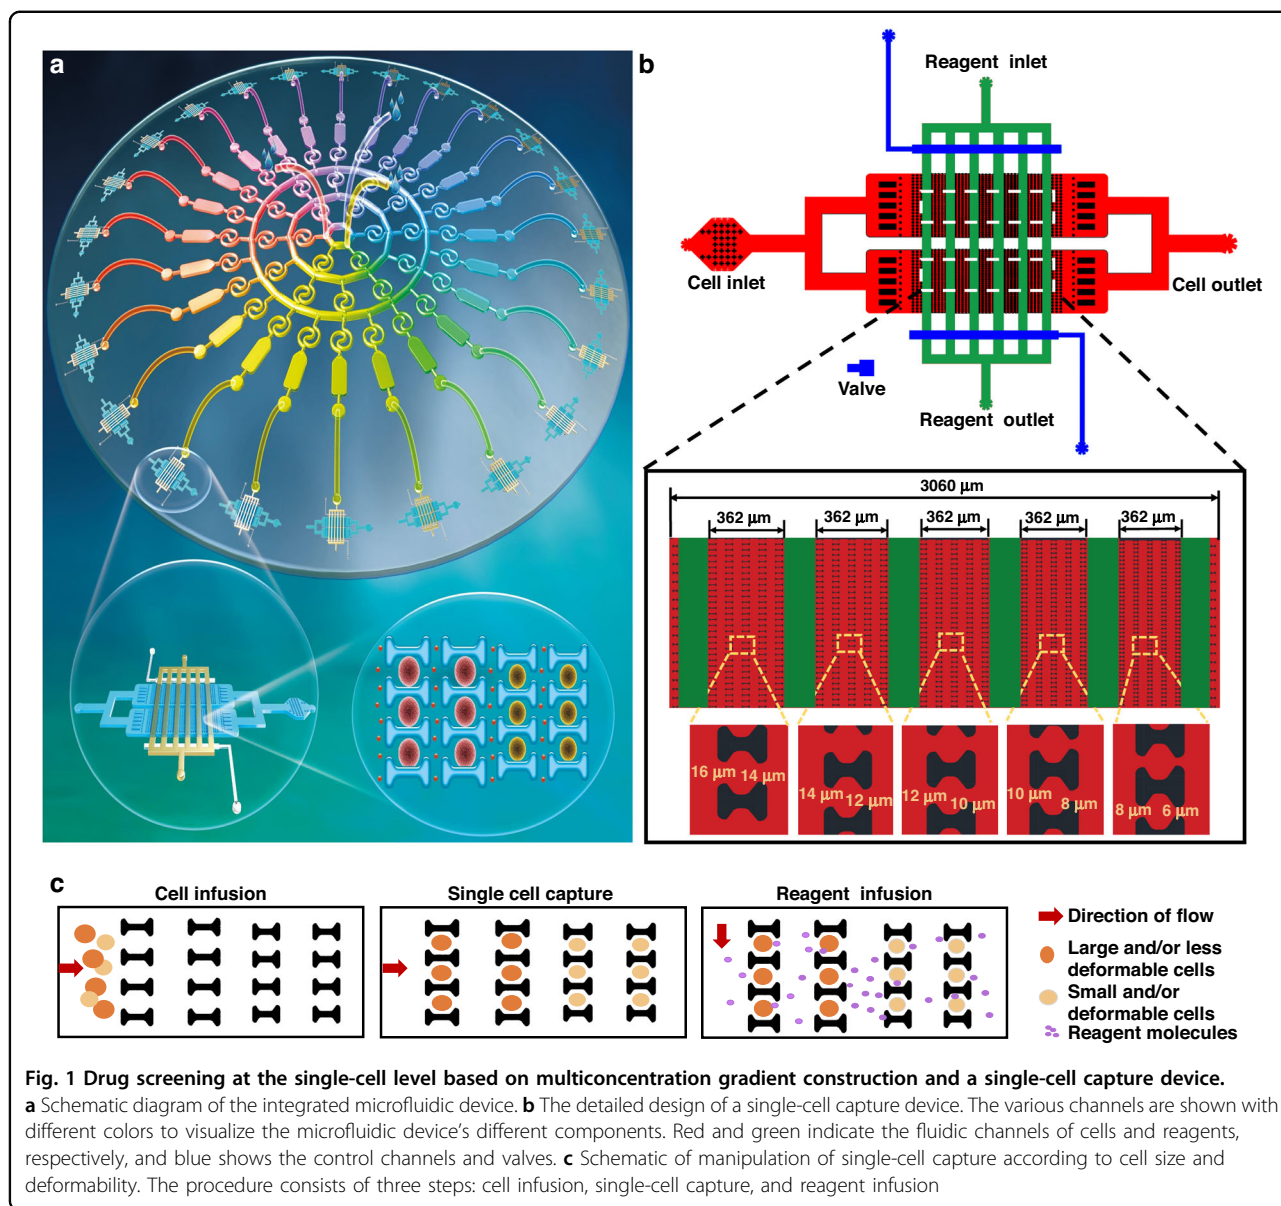 a
b
Reagent inlet
Cell inlet
Cell outlet
Valve
Reagent outlet
3060 µm
362 µm 362 µm 362 µm 362 µm 362 µm
16 µm 14 µm
14 µm 12 µm
12 µm 10 µm
10 µm 8 µm
8 µm 6 µm
c
Cell infusion
Single cell capture
Reagent infusion
Direction of flow
Large and/or less
deformable cells
Small and/or
deformable cells
Reagent molecules
Fig. 1 Drug screening at the single-cell level based on multiconcentration gradient construction and a single-cell capture device.
a Schematic diagram of the integrated microfluidic device. b The detailed design of a single-cell capture device. The various channels are shown with
different colors to visualize the microfluidic device's different components. Red and green indicate the fluidic channels of cells and reagents,
respectively, and blue shows the control channels and valves. c Schematic of manipulation of single-cell capture according to cell size and
deformability. The procedure consists of three steps: cell infusion, single-cell capture, and reagent infusion